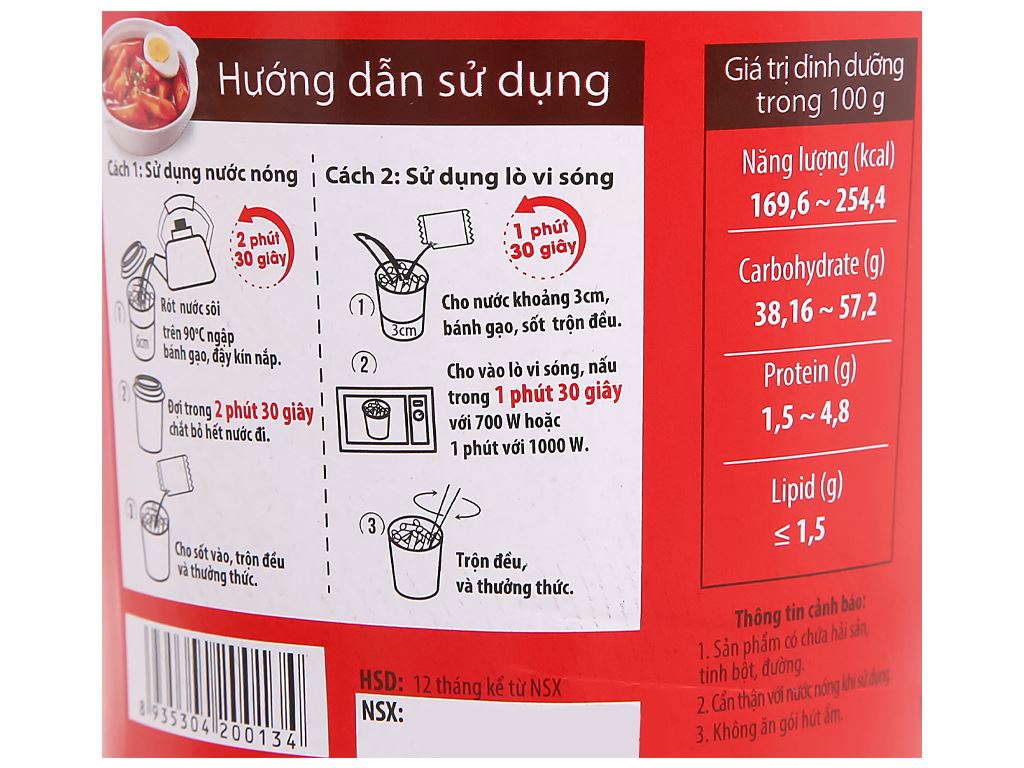 Hướng dẫn sử dụng
Cách 1: Sử dụng nước nóng
2 phút
30 giây
1
6cm
Rót nước sôi
trên 90°C ngập
bánh gạo, đậy kín nắp.
2
Đợi trong 2 phút 30 giây
chắt bỏ hết nước đi.
3
Cho sốt vào, trộn đều
và thưởng thức.
Cách 2: Sử dụng lò vi sóng
1 phút
30 giây
1
3cm
Cho nước khoảng 3cm,
bánh gạo, sốt trộn đều.
2
Cho vào lò vi sóng, nấu
trong 1 phút 30 giây
với 700 W hoặc
1 phút với 1000 W.
3
Trộn đều,
và thưởng thức.
8 935304 200134
HSD: 12 tháng kể từ NSX
NSX:
Giá trị dinh dưỡng
trong 100 g
Năng lượng (kcal)
169,6 ~ 254,4
Carbohydrate (g)
38,16 ~ 57,2
Protein (g)
1,5 ~ 4,8
Lipid (g)
≤ 1,5
Thông tin cảnh báo:
1. Sản phẩm có chứa hải sản,
tinh bột, đường.
2. Cẩn thận với nước nóng khi sử dụng.
3. Không ăn gói hút ẩm.